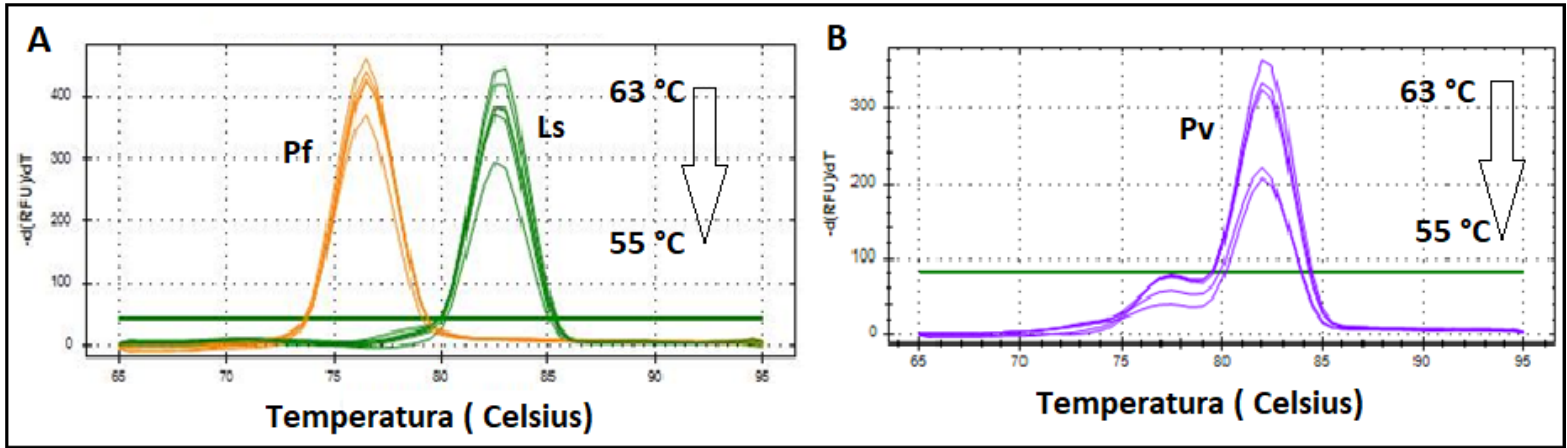 A
-d(RFU)/dT
400
300
200
100
0
65 70 75 80 85 90 95
Pf
Ls
63 °C
55 °C
Temperatura ( Celsius)
B
-d(RFU)/dT
300
200
100
0
65 70 75 80 85 90 95
Pv
63 °C
55 °C
Temperatura ( Celsius)